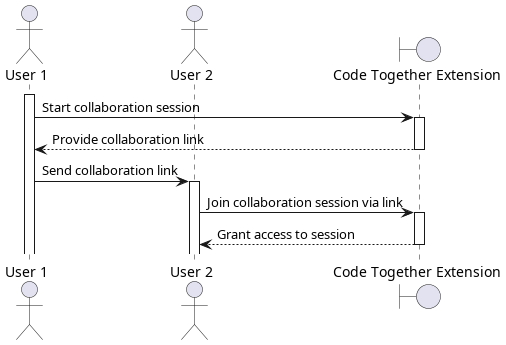 User 1
User 2
Code Together Extension
Start collaboration session
Provide collaboration link
Send collaboration link
Join collaboration session via link
Grant access to session
User 1
User 2
Code Together Extension